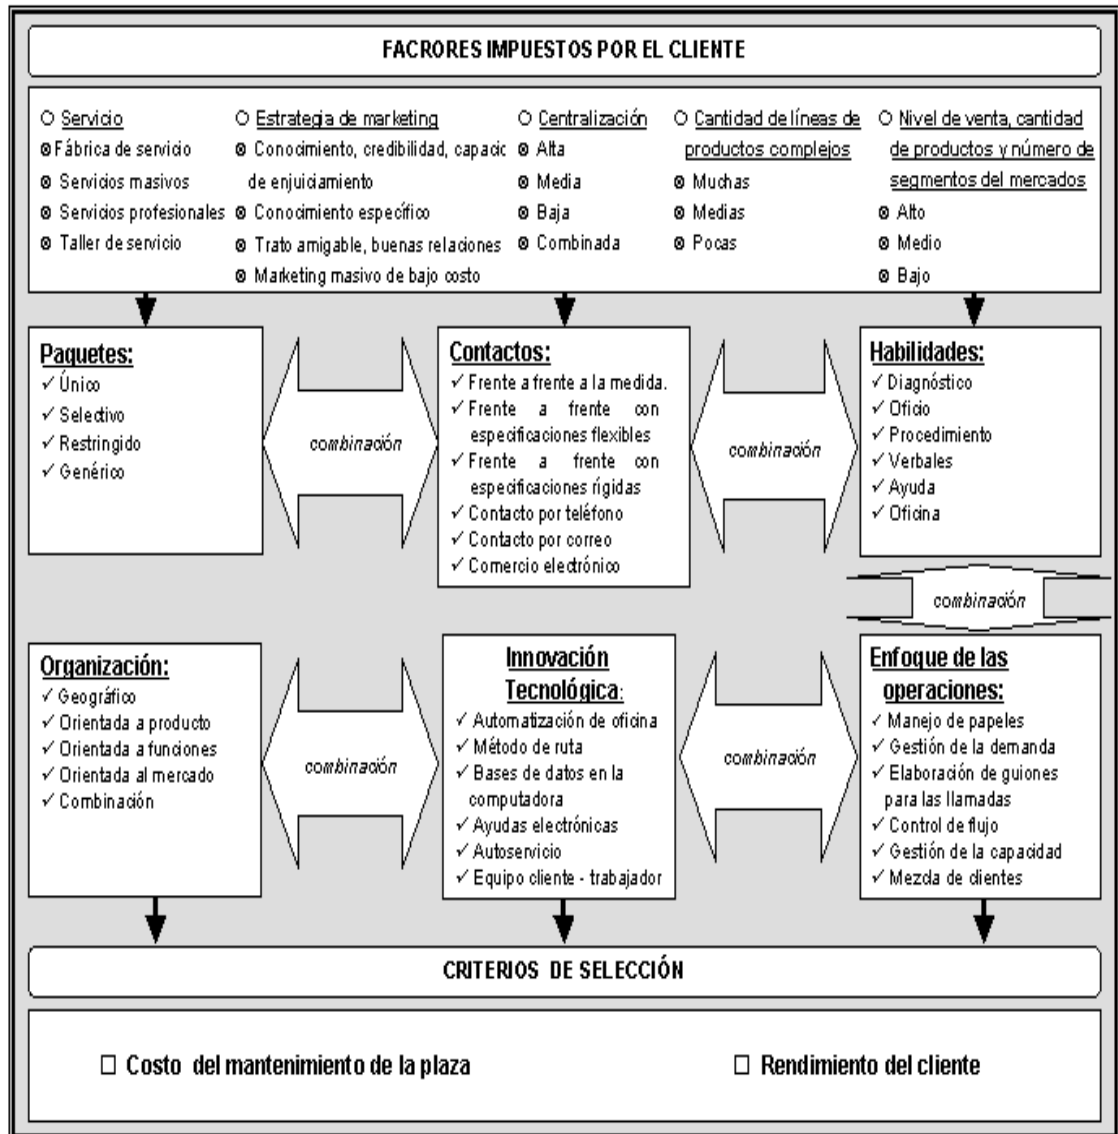 FACRORES IMPUESTOS POR EL CLIENTE
○ Servicio
⊗ Fábrica de servicio
⊗ Servicios masivos
⊗ Servicios profesionales
⊗ Taller de servicio
○ Estrategia de marketing
⊗ Conocimiento, credibilidad, capacic
de enjuiciamiento
⊗ Conocimiento específico
⊗ Trato amigable, buenas relaciones
⊗ Marketing masivo de bajo costo
○ Centralización
⊗ Alta
⊗ Media
⊗ Baja
⊗ Combinada
○ Cantidad de líneas de
productos complejos
⊗ Muchas
⊗ Medias
⊗ Pocas
○ Nivel de venta, cantidad
de productos y número de
segmentos del mercados
⊗ Alto
⊗ Medio
⊗ Bajo
Paquetes:
✓ Único
✓ Selectivo
✓ Restringido
✓ Genérico
combinación
Contactos:
✓ Frente a frente a la medida.
✓ Frente a frente con
especificaciones flexibles
✓ Frente a frente con
especificaciones rígidas
✓ Contacto por teléfono
✓ Contacto por correo
✓ Comercio electrónico
combinación
Habilidades:
✓ Diagnóstico
✓ Oficio
✓ Procedimiento
✓ Verbales
✓ Ayuda
✓ Oficina
combinación
Organización:
✓ Geográfico
✓ Orientada a producto
✓ Orientada a funciones
✓ Orientada al mercado
✓ Combinación
combinación
Innovación
Tecnológica:
✓ Automatización de oficina
✓ Método de ruta
✓ Bases de datos en la
computadora
✓ Ayudas electrónicas
✓ Autoservicio
✓ Equipo cliente - trabajador
combinación
Enfoque de las
operaciones:
✓ Manejo de papeles
✓ Gestión de la demanda
✓ Elaboración de guiones
para las llamadas
✓ Control de flujo
✓ Gestión de la capacidad
✓ Mezcla de clientes
CRITERIOS DE SELECCIÓN
□ Costo del mantenimiento de la plaza
□ Rendimiento del cliente